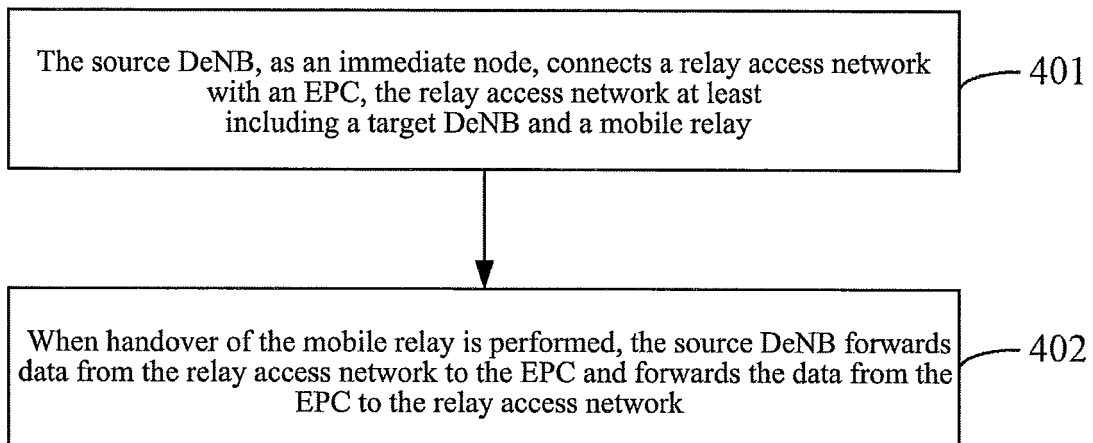 The source DeNB, as an immediate node, connects a relay access network
with an EPC, the relay access network at least
including a target DeNB and a mobile relay
401
When handover of the mobile relay is performed, the source DeNB forwards
data from the relay access network to the EPC and forwards the data from the
EPC to the relay access network
402